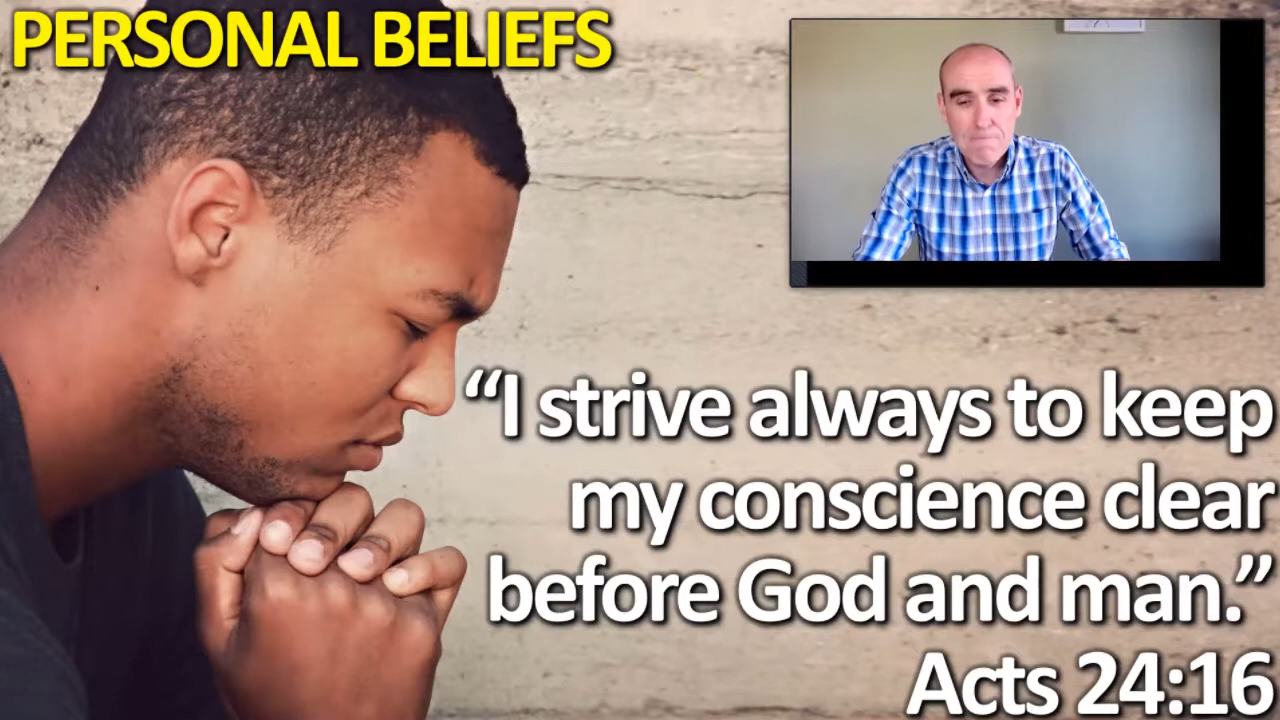 PERSONAL BELIEFS
“I strive always to keep
my conscience clear
before God and man.”
Acts 24:16